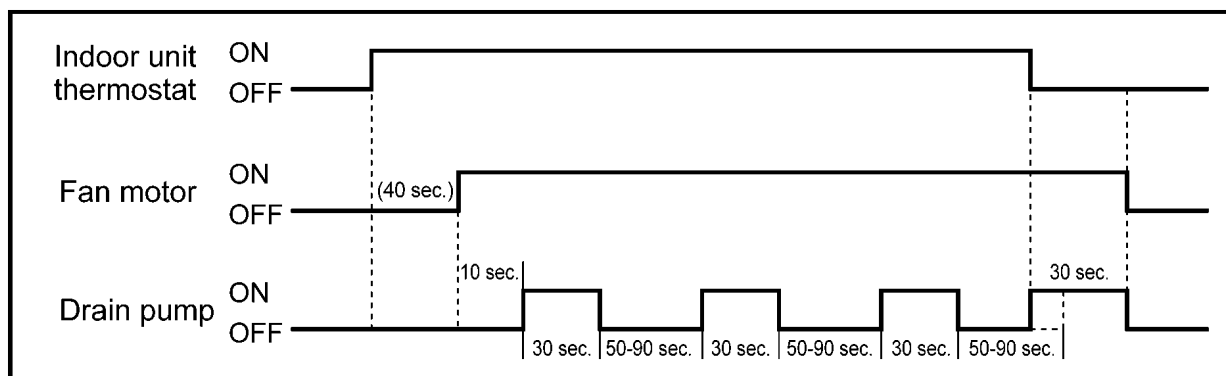 Indoor unit
thermostat
ON
OFF
Fan motor
ON
OFF
(40 sec.)
Drain pump
ON
OFF
10 sec.
30 sec.
30 sec.
50-90 sec.
30 sec.
50-90 sec.
30 sec.
50-90 sec.